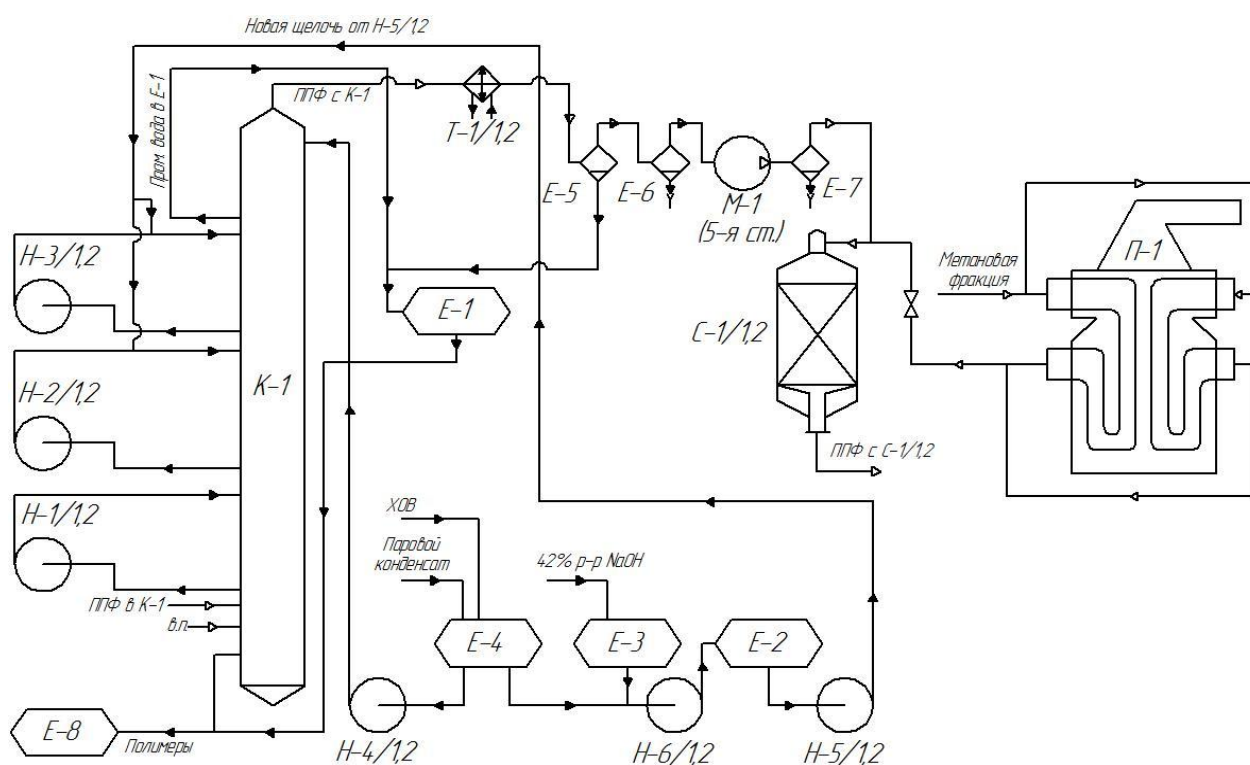 Новая щелочь от Н-5/1,2
Пром. вода в Е-1
ППФ с К-1
Т-1/1,2
Е-5
Е-6
М-1
(5-я ст.)
Е-7
Н-3/1,2
Е-1
С-1/1,2
Метановая
фракция
П-1
Н-2/1,2
К-1
ППФ с С-1/1,2
Н-1/1,2
ХОВ
Паровой
конденсат
42% р-р NaOH
ППФ в К-1
в.п.
Е-4
Е-3
Е-2
Е-8
Полимеры
Н-4/1,2
Н-6/1,2
Н-5/1,2